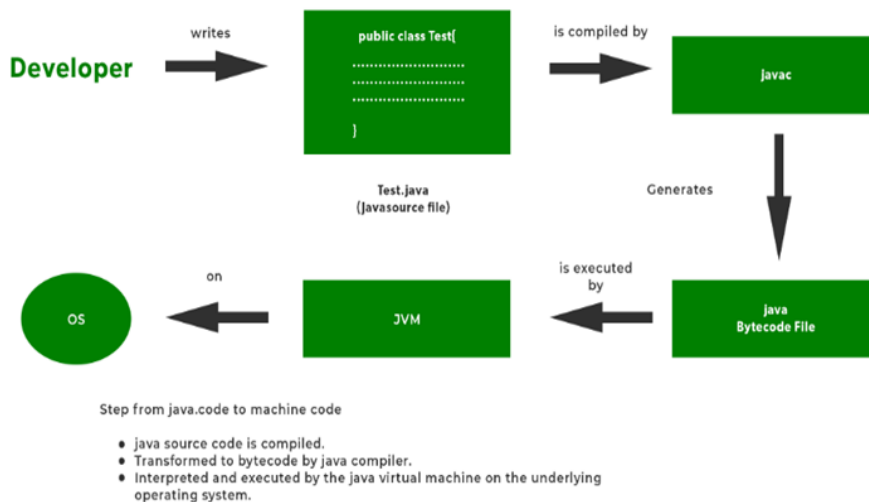 writes
Developer
public class Test{
............................
............................
............................
}
is compiled by
javac
Test.java
(Javasource file)
Generates
java
Bytecode File
is executed
by
JVM
on
OS
Step from java.code to machine code
● java source code is compiled.
● Transformed to bytecode by java compiler.
● Interpreted and executed by the java virtual machine on the underlying
operating system.